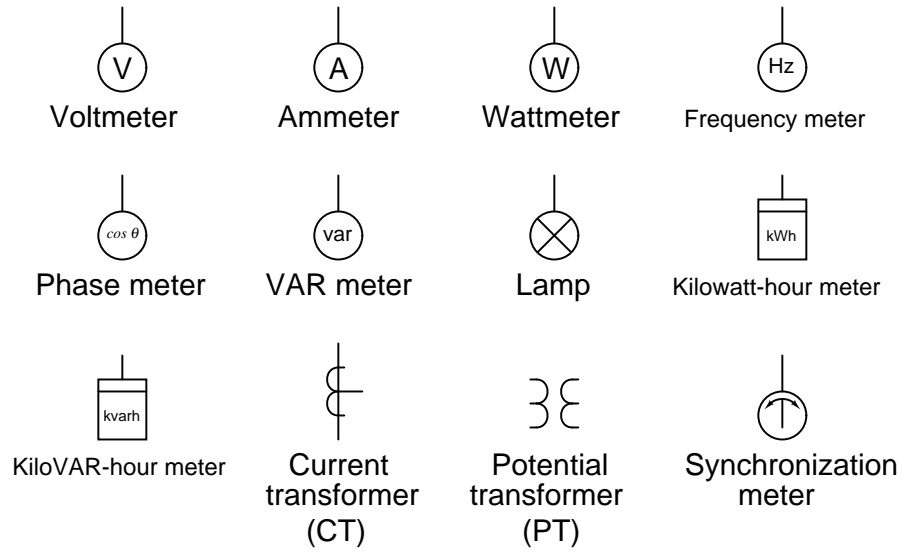 V
A
W
Hz
Voltmeter
Ammeter
Wattmeter
Frequency meter
cos θ
var
kWh
Phase meter
VAR meter
Lamp
Kilowatt-hour meter
kvarh
KiloVAR-hour meter
Current
transformer
(CT)
Potential
transformer
(PT)
Synchronization
meter